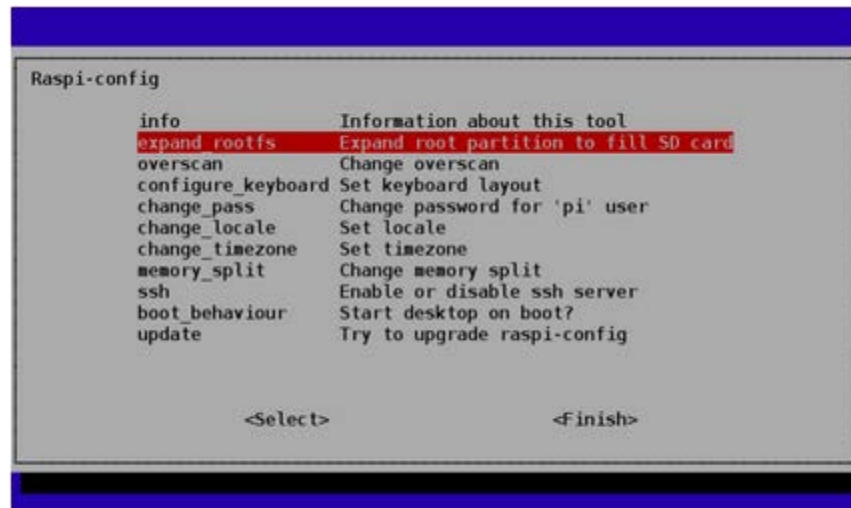 Raspi-config
info Information about this tool
expand_rootfs Expand root partition to fill SD card
overscan Change overscan
configure_keyboard Set keyboard layout
change_pass Change password for 'pi' user
change_locale Set locale
change_timezone Set timezone
memory_split Change memory split
ssh Enable or disable ssh server
boot_behaviour Start desktop on boot?
update Try to upgrade raspi-config
<Select> <Finish>